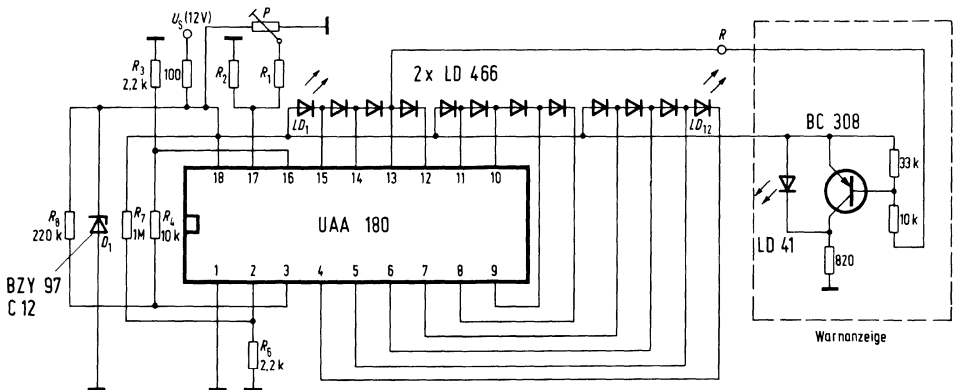 U_S (12 V)
P
R
R_3
2,2 k
100
R_2
R_1
2 x LD 466
LD_1
LD_12
BC 308
18 17 16 15 14 13 12 11 10
33 k
UAA 180
R_8
220 k
D_1
R_7
1M
R_4
10 k
10 k
LD 41
820
BZY 97
C 12
1 2 3 4 5 6 7 8 9
R_6
2,2 k
Warnanzeige